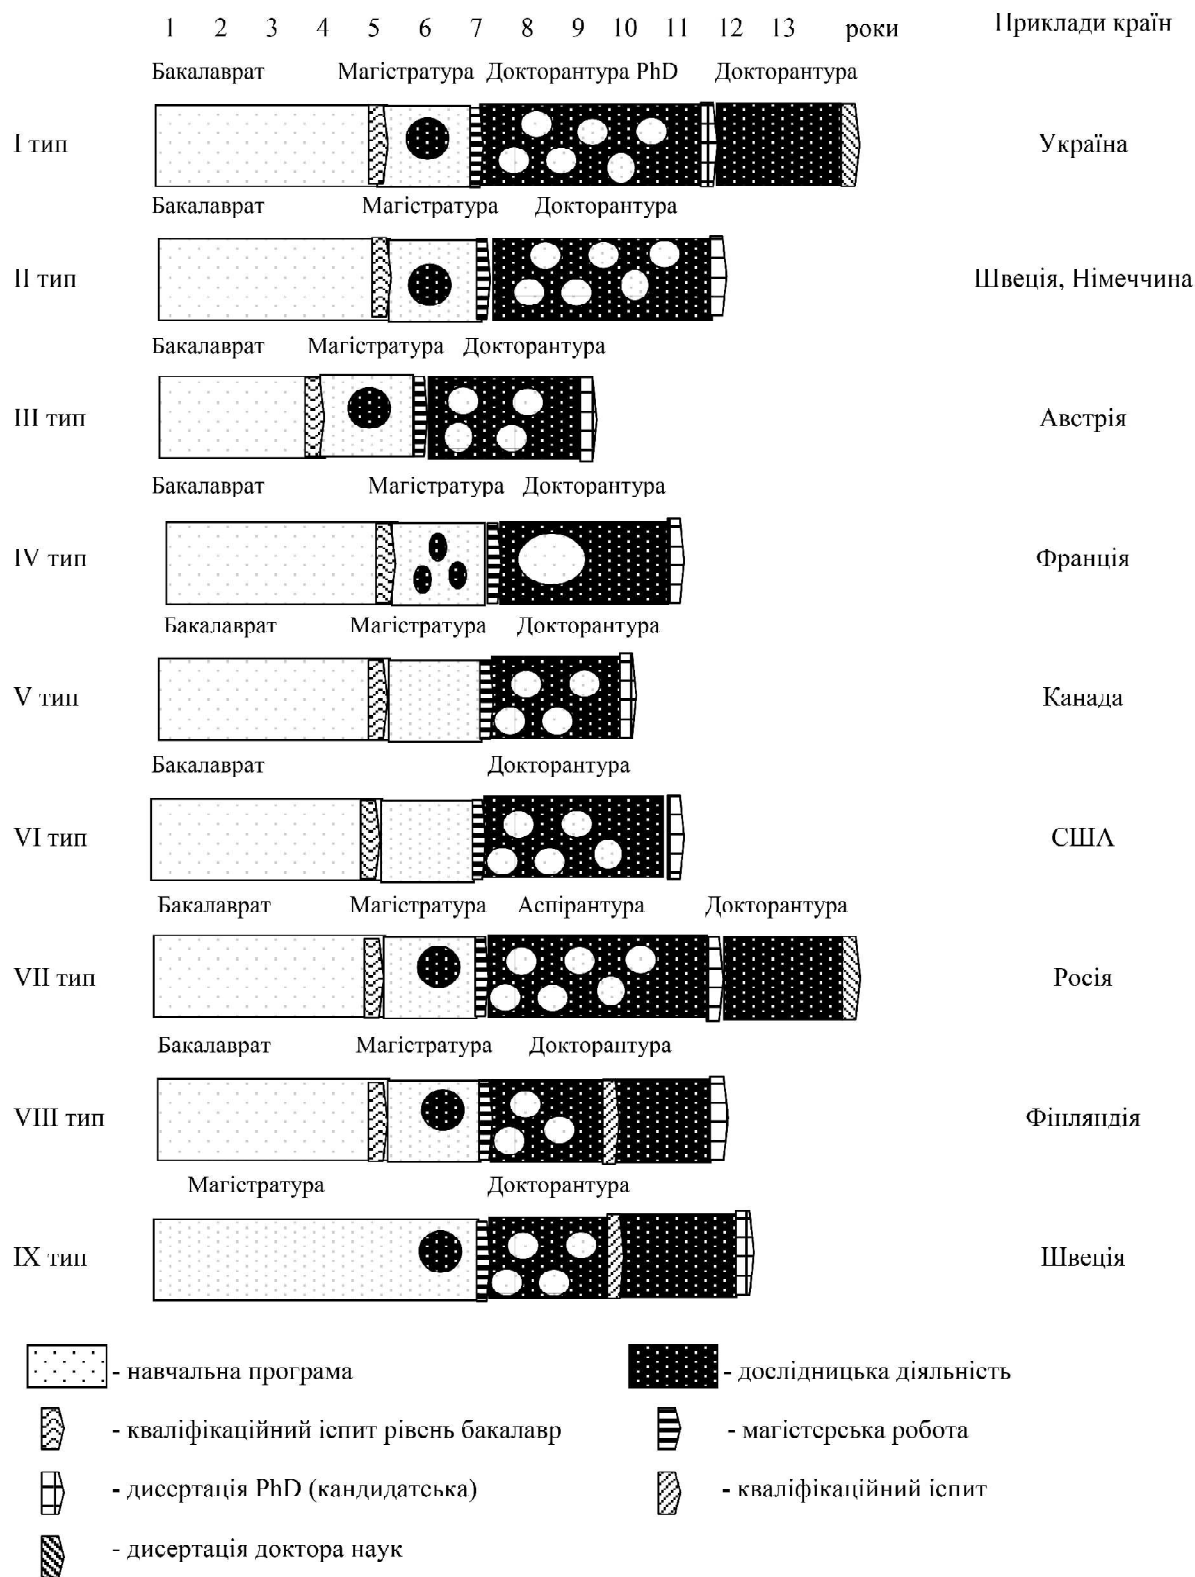 1 2 3 4 5 6 7 8 9 10 11 12 13 роки Приклади країн
Бакалаврат Магістратура Докторантура PhD Докторантура
I тип Україна
Бакалаврат Магістратура Докторантура
II тип Швеція, Німеччина
Бакалаврат Магістратура Докторантура
III тип Австрія
Бакалаврат Магістратура Докторантура
IV тип Франція
Бакалаврат Магістратура Докторантура
V тип Канада
Бакалаврат Докторантура
VI тип США
Бакалаврат Магістратура Аспірантура Докторантура
VII тип Росія
Бакалаврат Магістратура Докторантура
VIII тип Фінляндія
Магістратура Докторантура
IX тип Швеція
- навчальна програма - дослідницька діяльність
- кваліфікаційний іспит рівень бакалавр - магістерська робота
- дисертація PhD (кандидатська) - кваліфікаційний іспит
- дисертація доктора наук